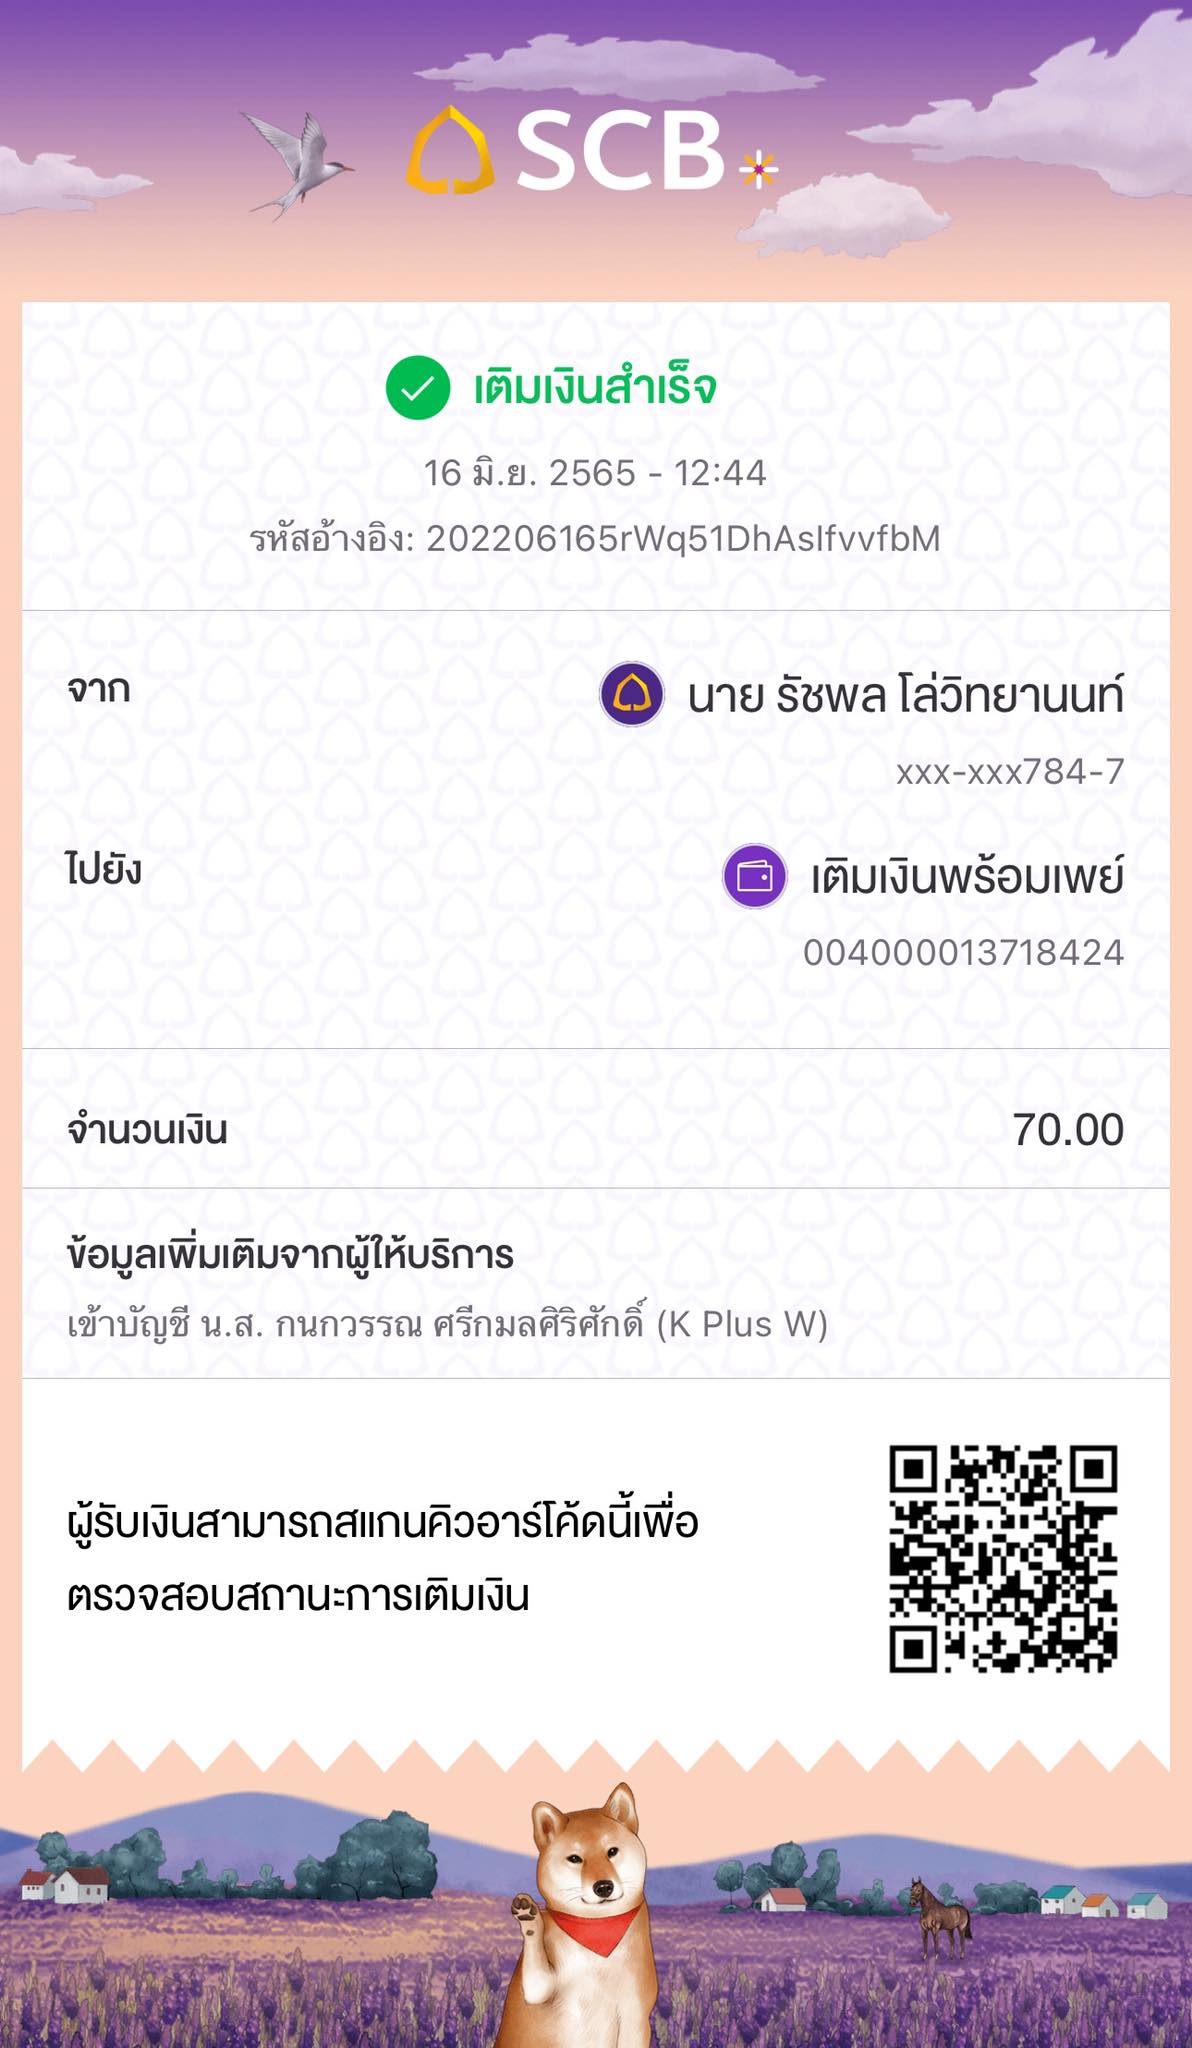 SCB
เติมเงินสำเร็จ
16 มิ.ย. 2565 - 12:44
รหัสอ้างอิง: 202206165rWq51DhAsIfvvfbM
จาก
นาย รัชพล โล่วิทยานนท์
xxx-xxx784-7
ไปยัง
เติมเงินพร้อมเพย์
004000013718424
จำนวนเงิน
70.00
ข้อมูลเพิ่มเติมจากผู้ให้บริการ
เข้าบัญชี น.ส. กนกวรรณ ศรีกมลศิริศักดิ์ (K Plus W)
ผู้รับเงินสามารถสแกนคิวอาร์โค้ดนี้เพื่อ
ตรวจสอบสถานะการเติมเงิน